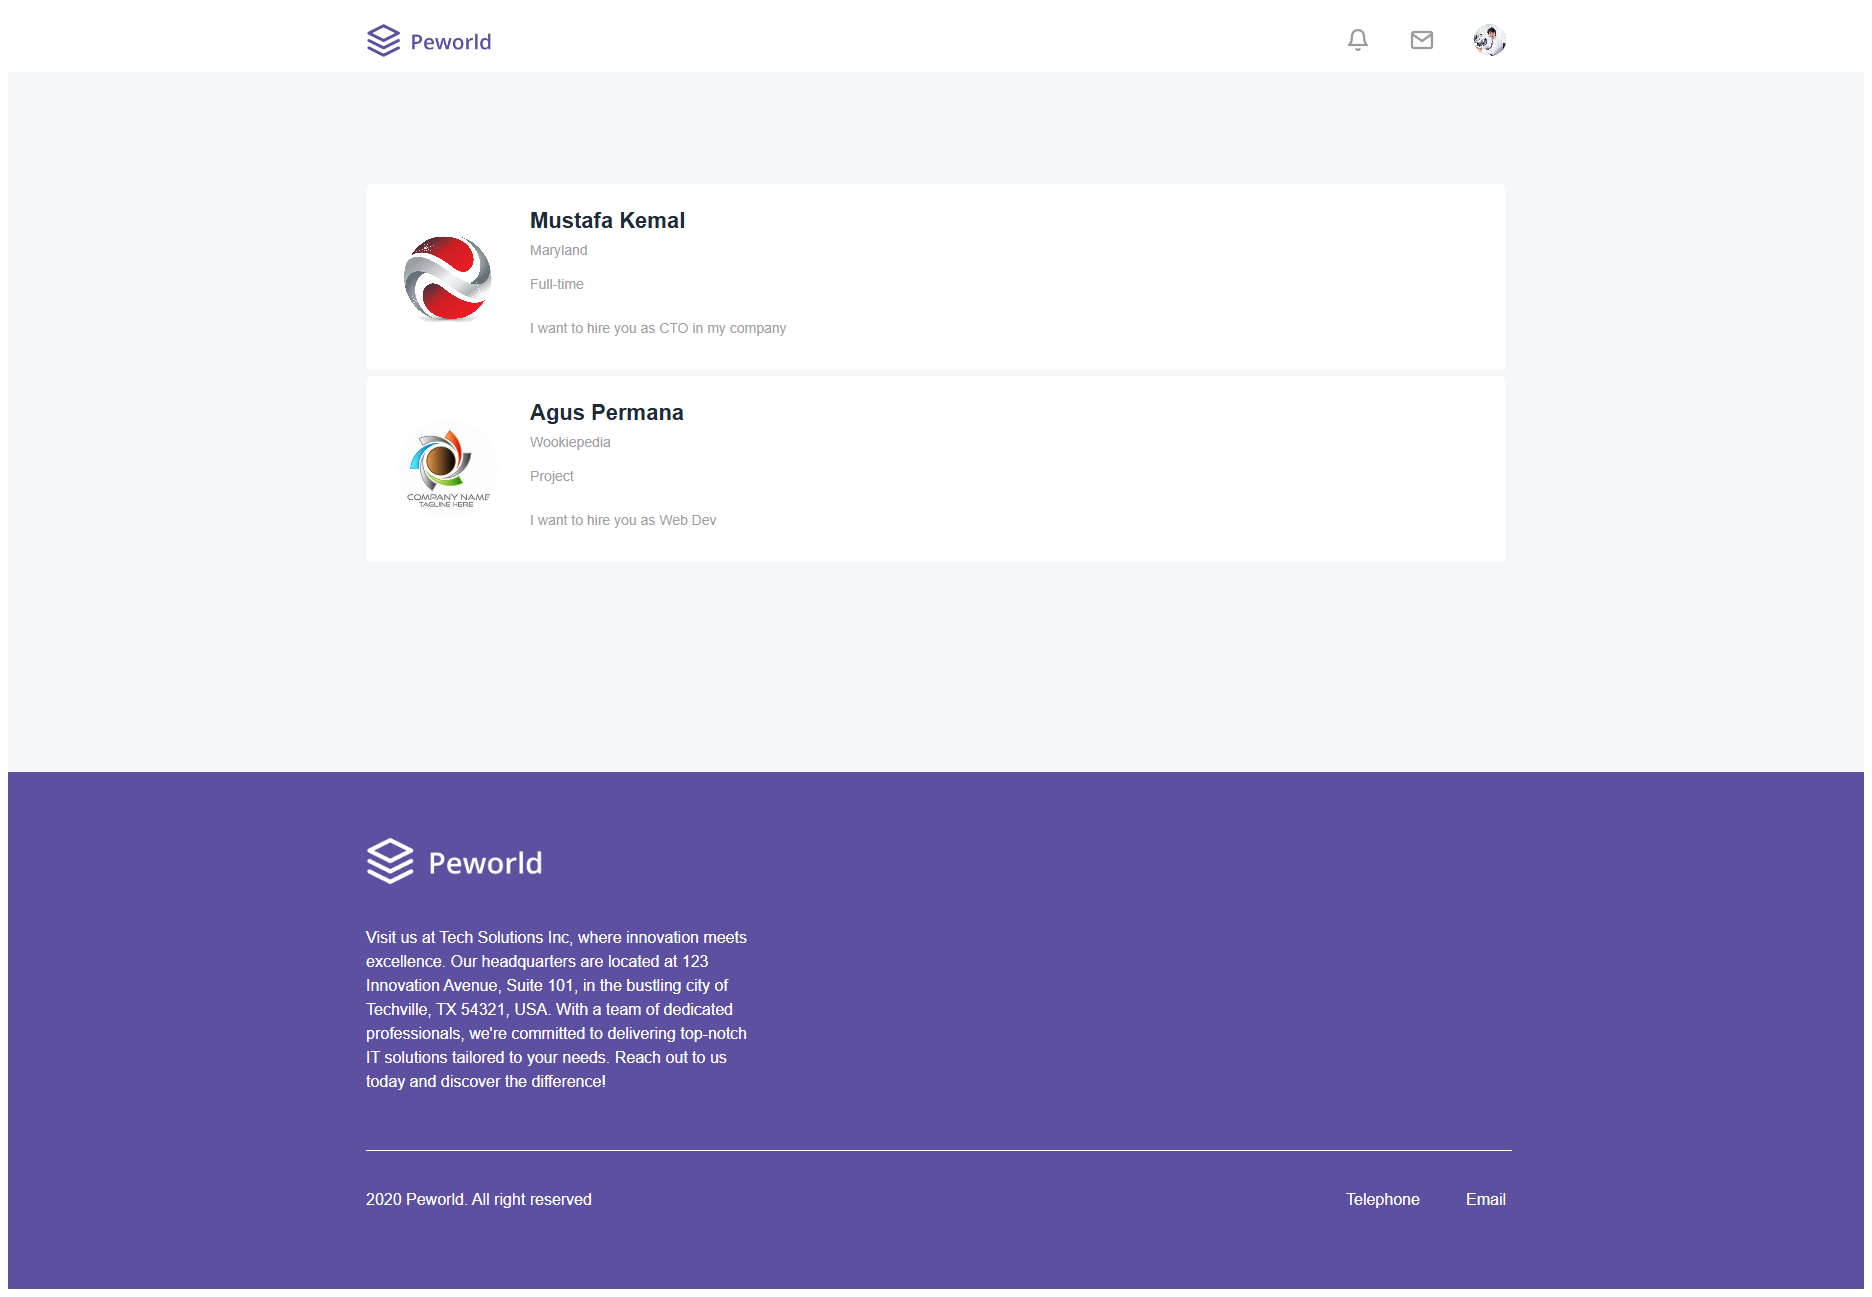 Peworld
Mustafa Kemal
Maryland
Full-time
I want to hire you as CTO in my company
Agus Permana
Wookiepedia
Project
COMPANY NAME
TAGLINE HERE
I want to hire you as Web Dev
Peworld
Visit us at Tech Solutions Inc, where innovation meets
excellence. Our headquarters are located at 123
Innovation Avenue, Suite 101, in the bustling city of
Techville, TX 54321, USA. With a team of dedicated
professionals, we're committed to delivering top-notch
IT solutions tailored to your needs. Reach out to us
today and discover the difference!
2020 Peworld. All right reserved
Telephone
Email